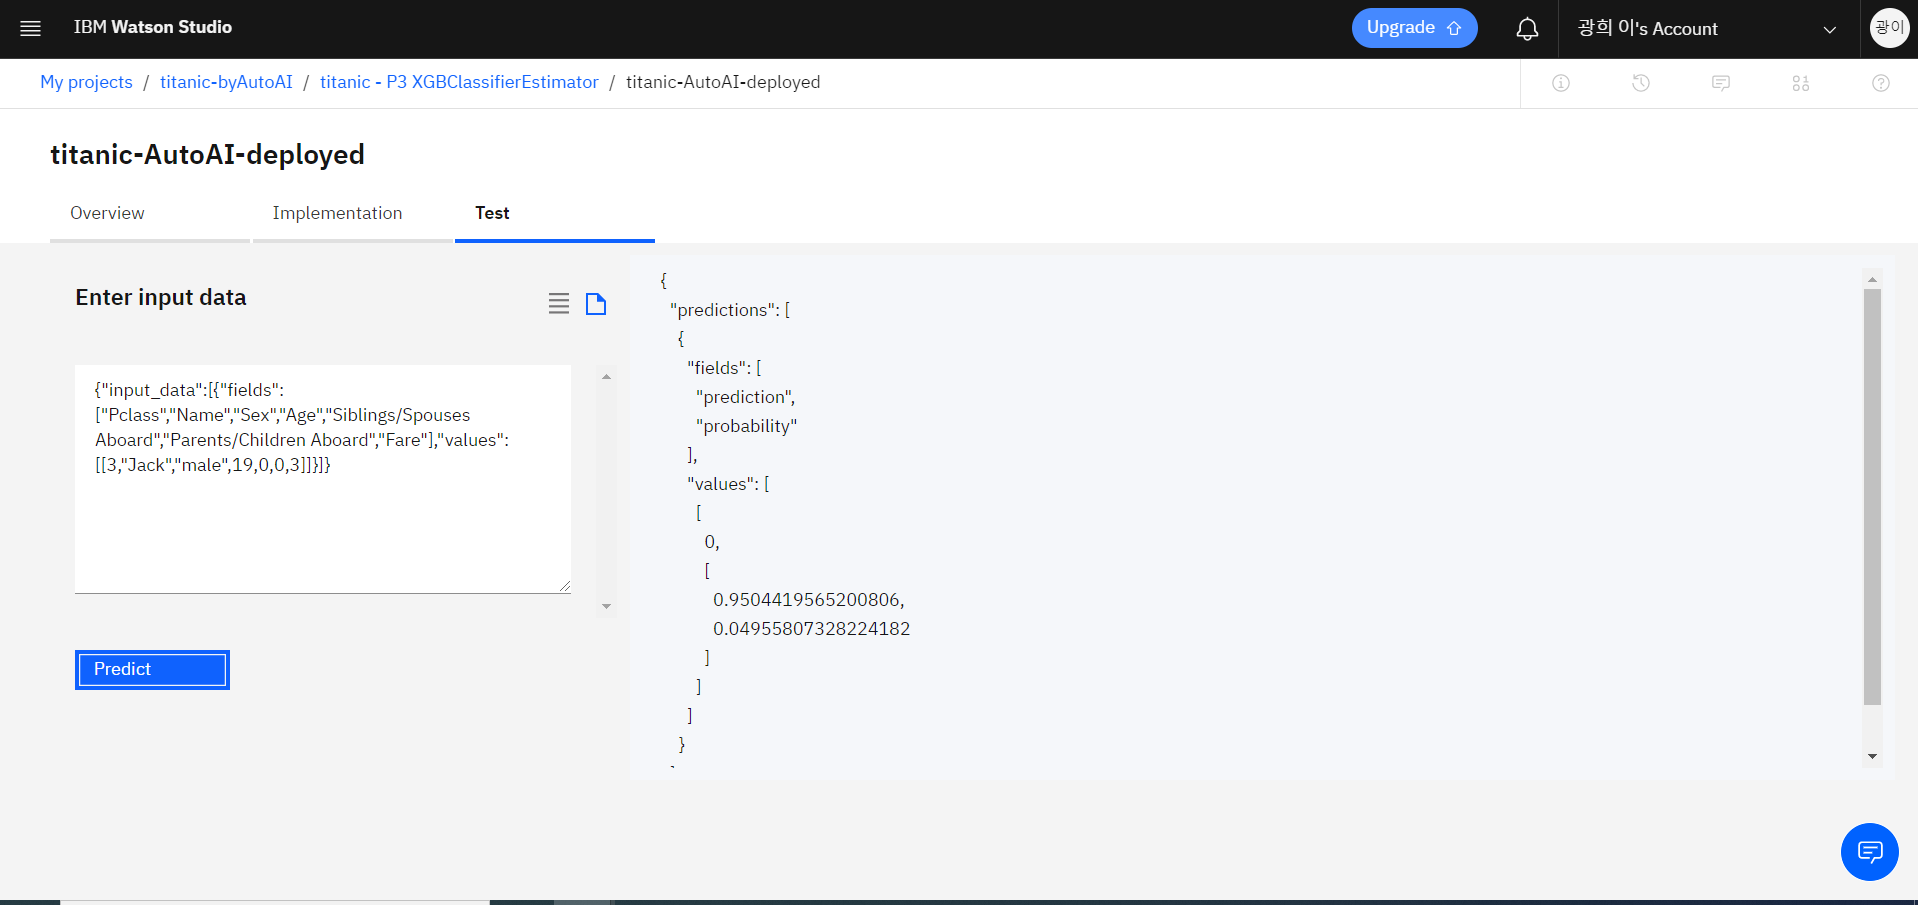 IBM Watson Studio
Upgrade
광희 이's Account
광이
My projects / titanic-byAutoAI / titanic - P3 XGBClassifierEstimator / titanic-AutoAI-deployed
titanic-AutoAI-deployed
Overview
Implementation
Test
Enter input data
{"input_data":[{"fields":
["Pclass","Name","Sex","Age","Siblings/Spouses
Aboard","Parents/Children Aboard","Fare"],"values":
[[3,"Jack","male",19,0,0,3]]}]}
Predict
{
"predictions": [
{
"fields": [
"prediction",
"probability"
],
"values": [
[
0,
[
0.9504419565200806,
0.04955807328224182
]
]
]
}